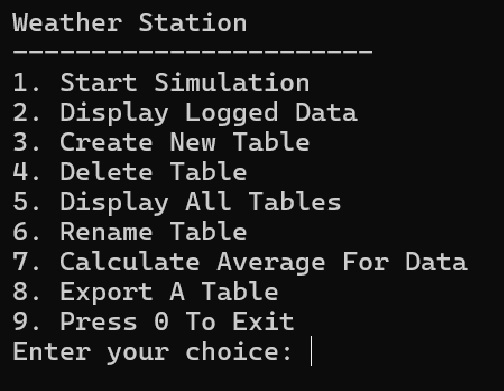 Weather Station
-----------------------
1. Start Simulation
2. Display Logged Data
3. Create New Table
4. Delete Table
5. Display All Tables
6. Rename Table
7. Calculate Average For Data
8. Export A Table
9. Press 0 To Exit
Enter your choice: